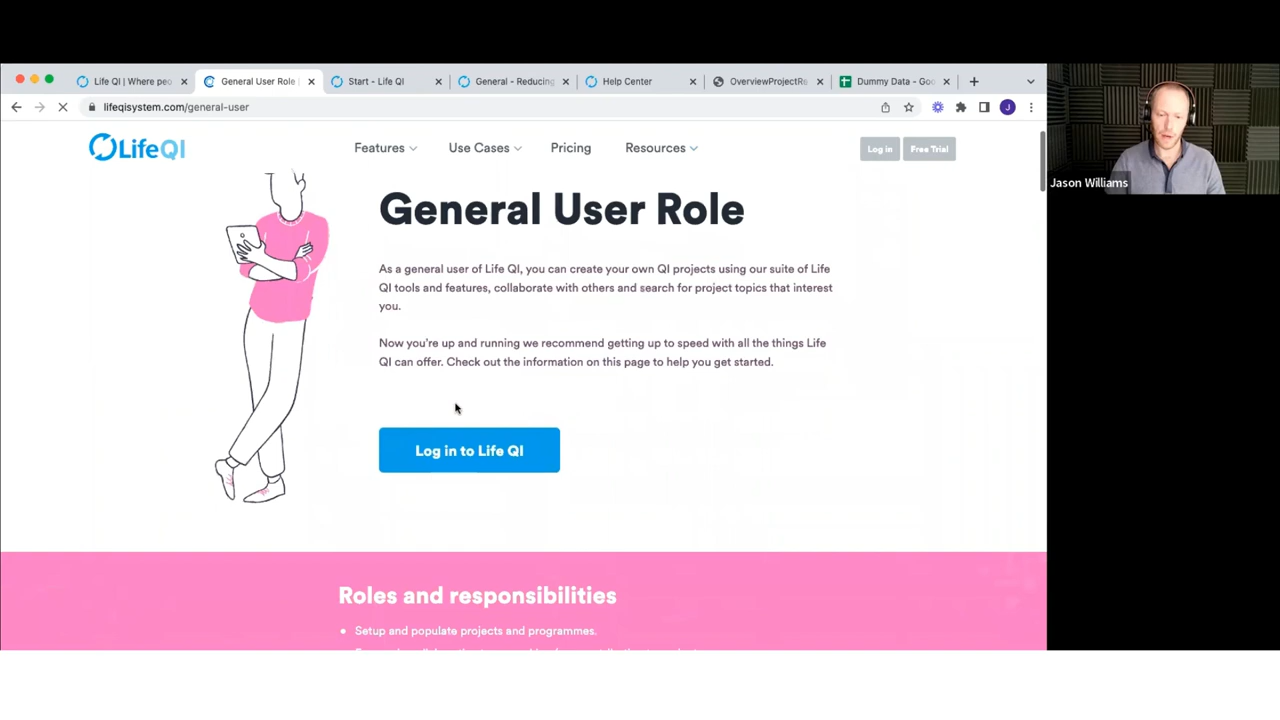 Life QI | Where peo
General User Role |
Start - Life QI
General - Reducing
Help Center
OverviewProjectRe
Dummy Data - Goo
lifeqisystem.com/general-user
J
LifeQI
Features
Use Cases
Pricing
Resources
Log in
Free Trial
Jason Williams
General User Role
As a general user of Life QI, you can create your own QI projects using our suite of Life
QI tools and features, collaborate with others and search for project topics that interest
you.
Now you're up and running we recommend getting up to speed with all the things Life
QI can offer. Check out the information on this page to help you get started.
Log in to Life QI
Roles and responsibilities
Setup and populate projects and programmes.